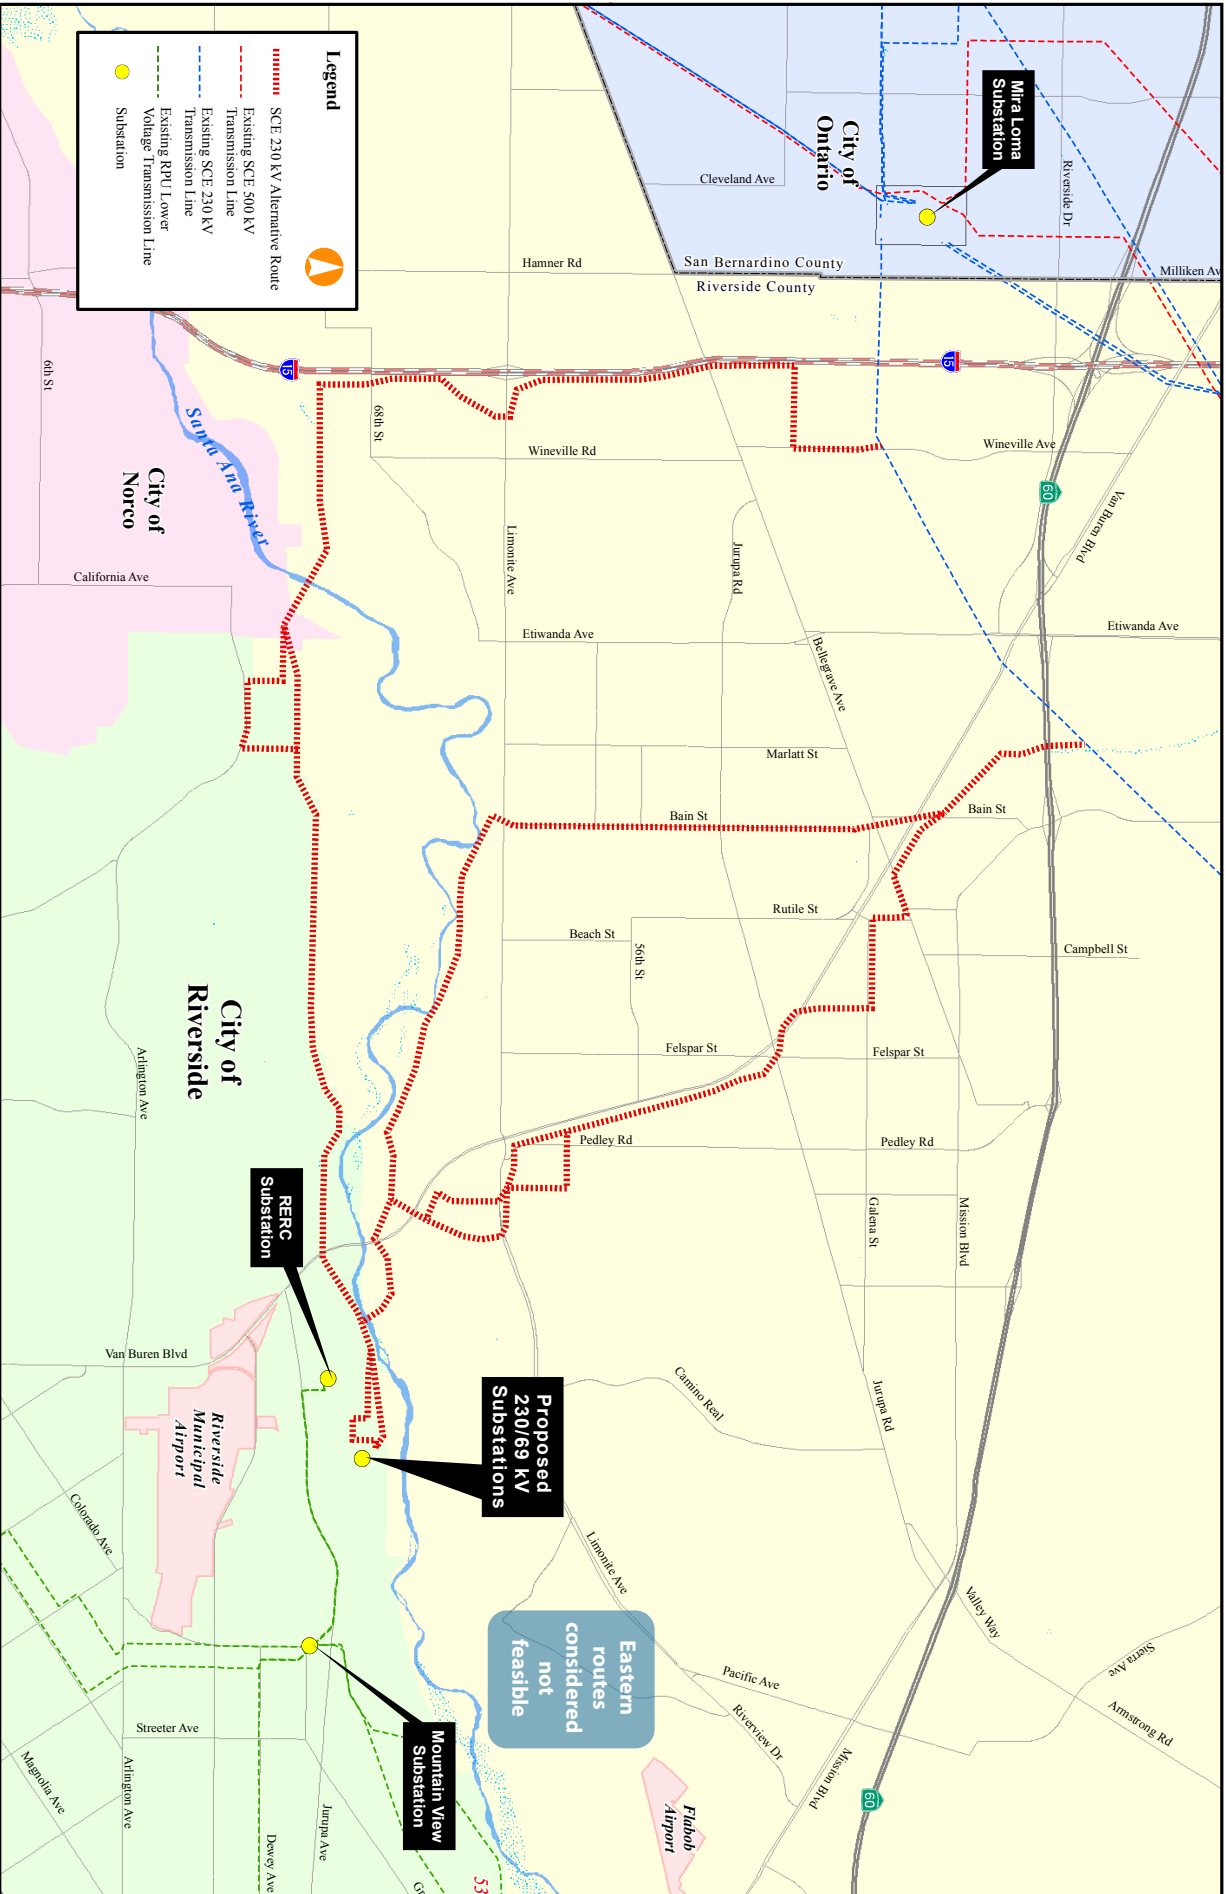 Legend
SCE 230 kV Alternative Route
Existing SCE 500 kV
Transmission Line
Existing SCE 230 kV
Transmission Line
Existing RPU Lower
Voltage Transmission Line
Substation
Mira Loma
Substation
City of
Ontario
Cleveland Ave
Riverside Dr
San Bernardino County
Riverside County
Milliken Av
Hamner Rd
15
15
6th St
68th St
Santa Ana River
City of
Norco
California Ave
Wineville Rd
Wineville Ave
60
Van Buren Blvd
Limonite Ave
Jurupa Rd
Etiwanda Ave
Etiwanda Ave
Bellegrave Ave
Marlatt St
Bain St
Bain St
Rutile St
Beach St
56th St
Campbell St
Felspar St
Felspar St
Pedley Rd
Pedley Rd
Galena St
Mission Blvd
City of
Riverside
Arlington Ave
RERC
Substation
Van Buren Blvd
Riverside
Municipal
Airport
Proposed
230/69 kV
Substations
Camino Real
Jurupa Rd
Colorado Ave
Limonite Ave
Valley Way
Sierra Ave
Armstrong Rd
Eastern
routes
considered
not
feasible
Pacific Ave
Riverview Dr
Mission Blvd
60
Flabob
Airport
Mountain View
Substation
Streeter Ave
Magnolia Ave
Arlington Ave
Jurupa Ave
Dewey Ave
Gr
53